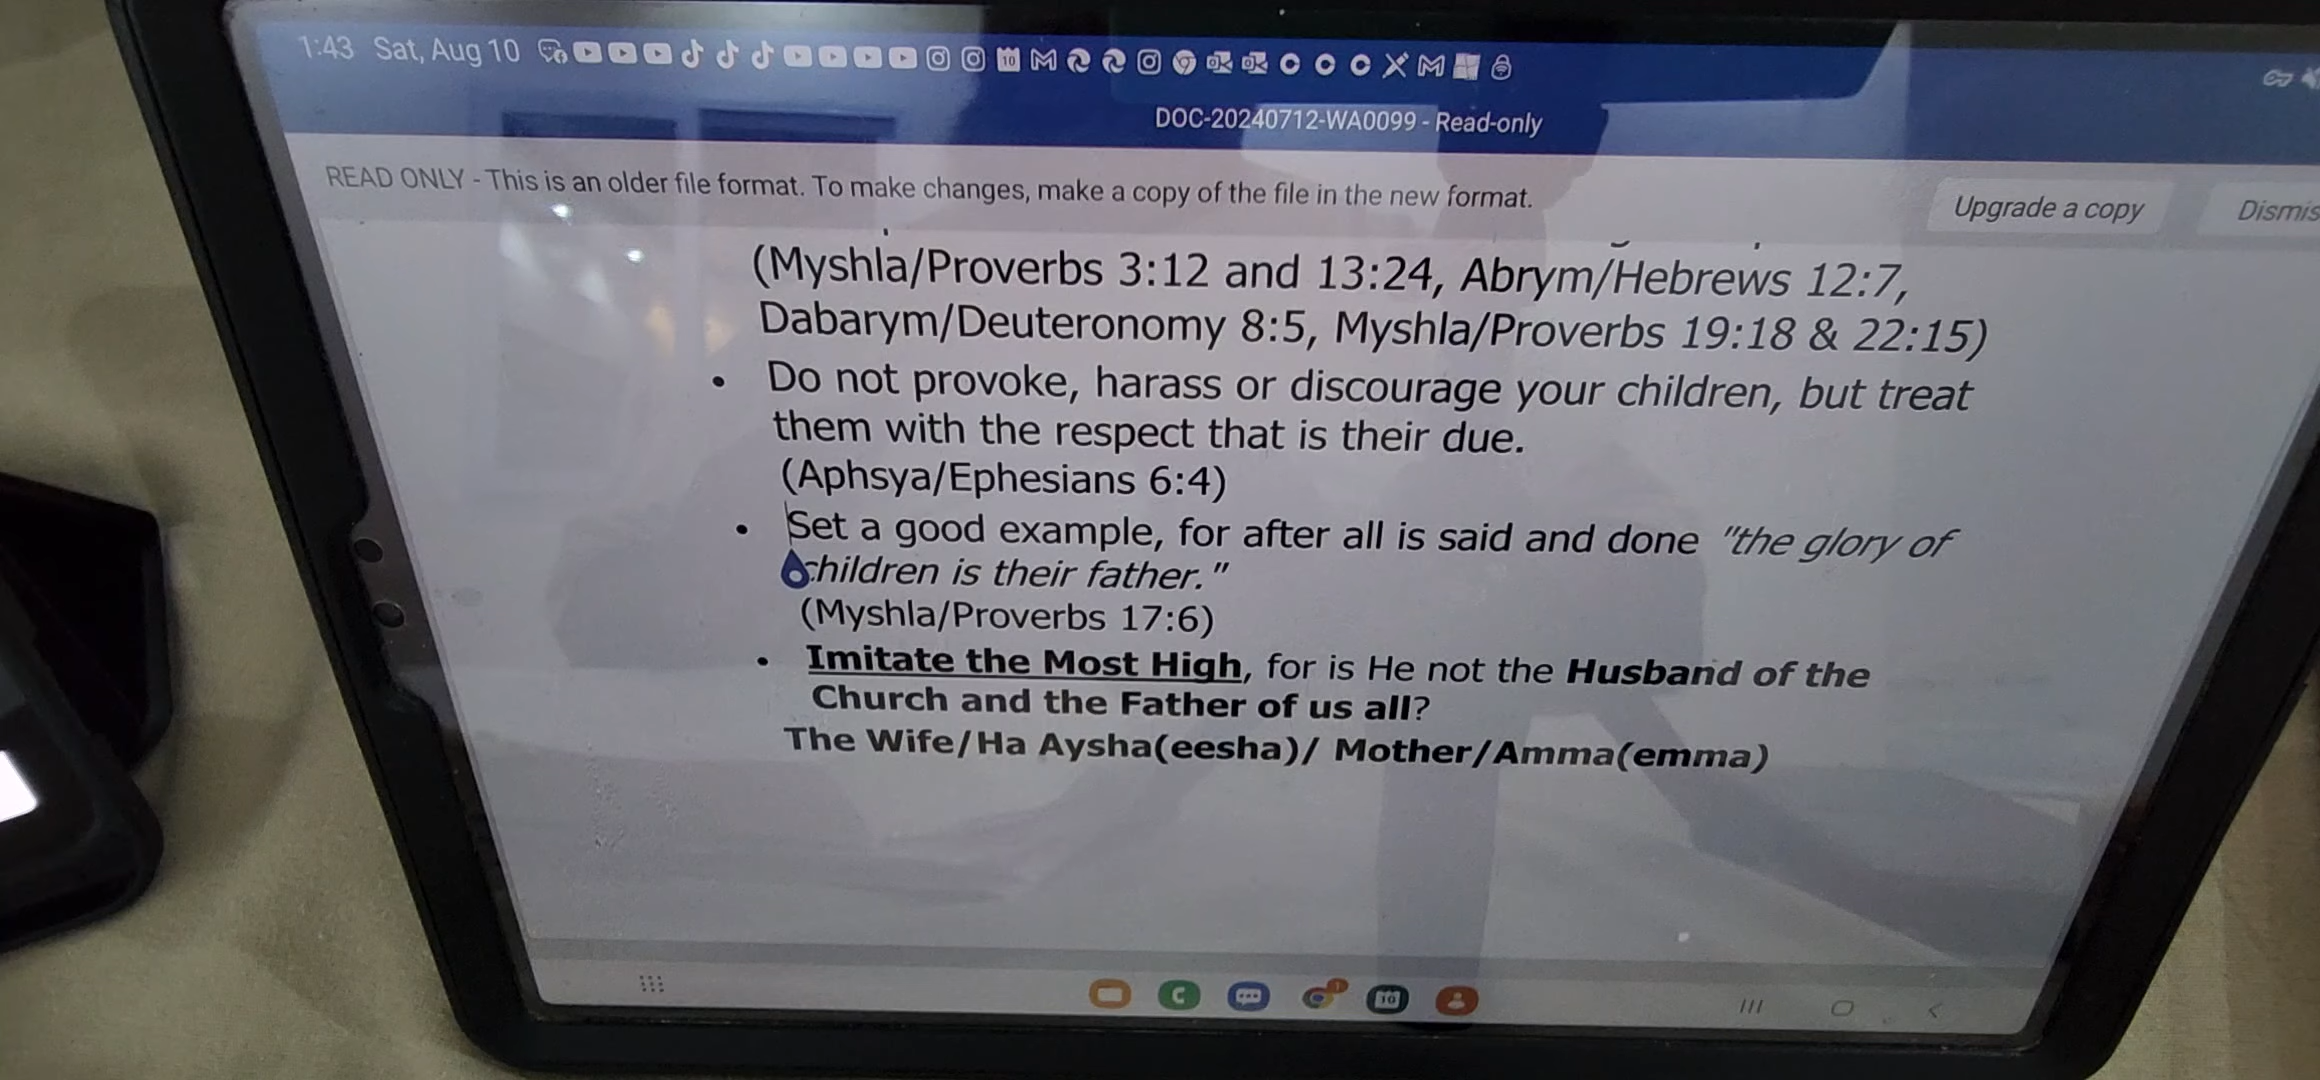 1:43 Sat, Aug 10
DOC-20240712-WA0099 - Read-only
READ ONLY - This is an older file format. To make changes, make a copy of the file in the new format.
Upgrade a copy
Dismis
(Myshla/Proverbs 3:12 and 13:24, Abrym/Hebrews 12:7,
Dabarym/Deuteronomy 8:5, Myshla/Proverbs 19:18 & 22:15)
• Do not provoke, harass or discourage your children, but treat
them with the respect that is their due.
(Aphsya/Ephesians 6:4)
• Set a good example, for after all is said and done "the glory of
children is their father."
(Myshla/Proverbs 17:6)
• Imitate the Most High, for is He not the Husband of the
Church and the Father of us all?
The Wife/Ha Aysha(eesha)/ Mother/Amma(emma)